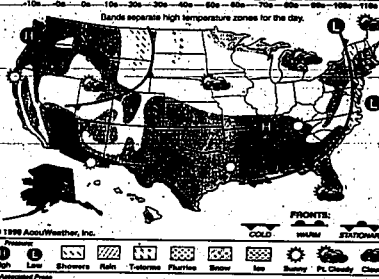 -10s -0s 0s 10s 20s 30s 40s 50s 60s 70s 80s 90s 100s 110s
Bands separate high temperature zones for the day.
L
L
© 1998 AccuWeather, Inc.
FRONTS:
COLD WARM STATIONAR
Pressure:
High Low Showers Rain T-storms Flurries Snow Ice Sunny Pt. Cloudy
Associated Press